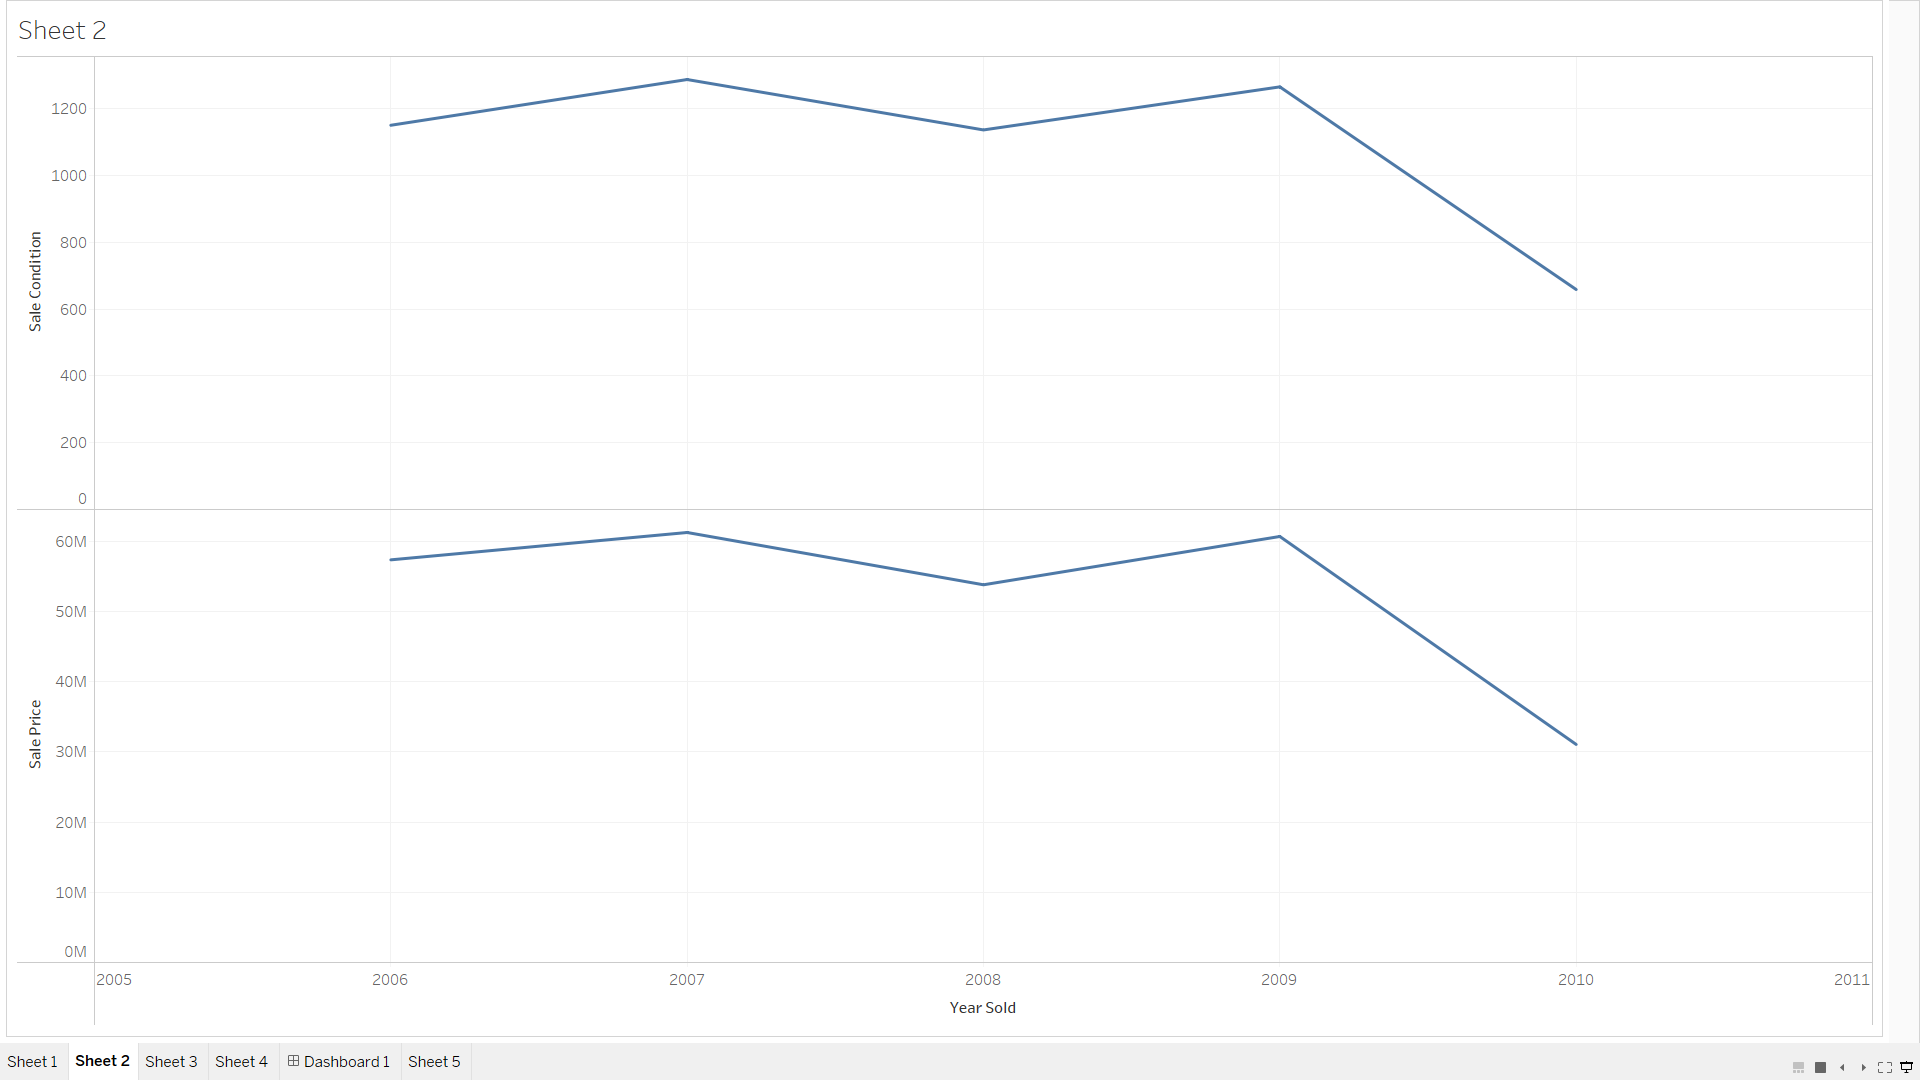 Sheet 2
Sale Condition
1200
1000
800
600
400
200
0
Sale Price
60M
50M
40M
30M
20M
10M
0M
2005 2006 2007 2008 2009 2010 2011
Year Sold
Sheet 1 Sheet 2 Sheet 3 Sheet 4 Dashboard 1 Sheet 5